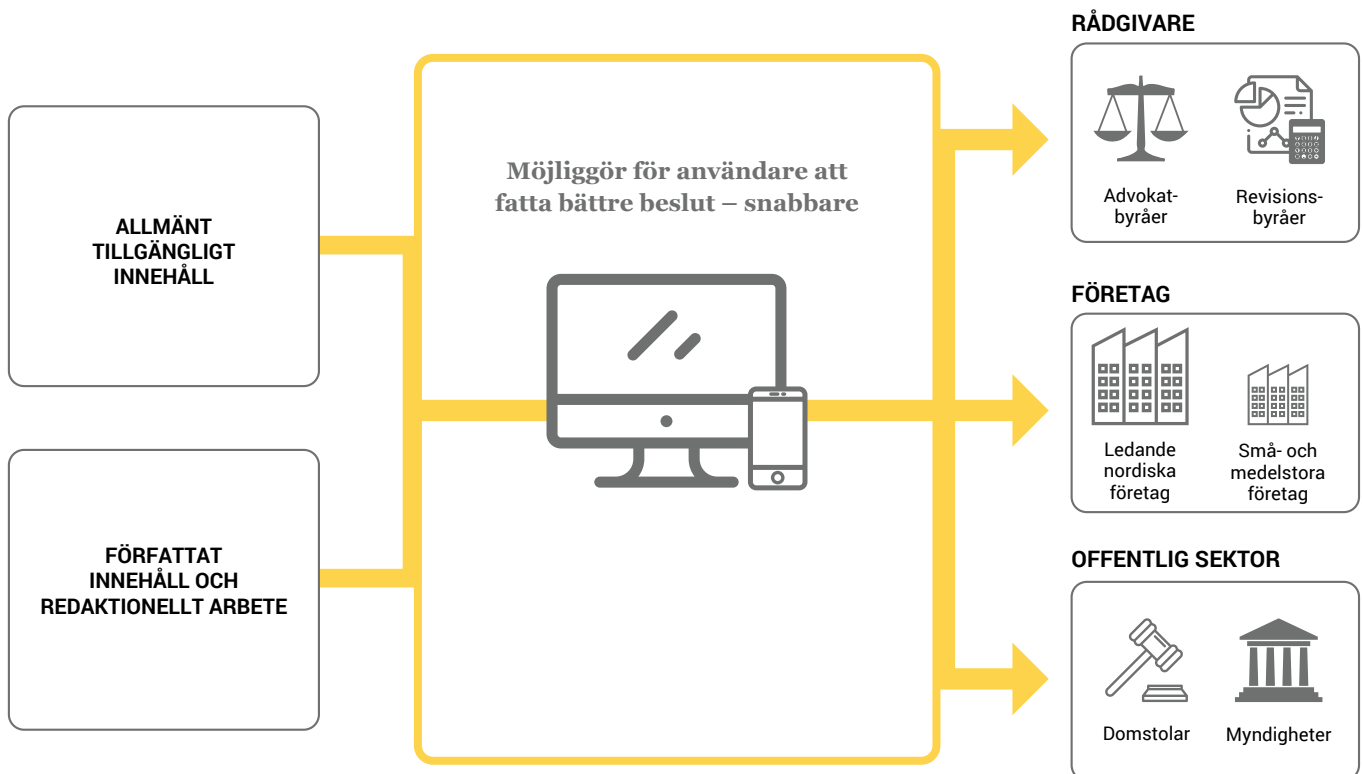 ALLMÄNT
TILLGÄNGLIGT
INNEHÅLL
FÖRFATTAT
INNEHÅLL OCH
REDAKTIONELLT ARBETE
Möjliggör för användare att
fatta bättre beslut – snabbare
RÅDGIVARE
Advokat-
byråer
Revisions-
byråer
FÖRETAG
Ledande
nordiska
företag
Små- och
medelstora
företag
OFFENTLIG SEKTOR
Domstolar
Myndigheter